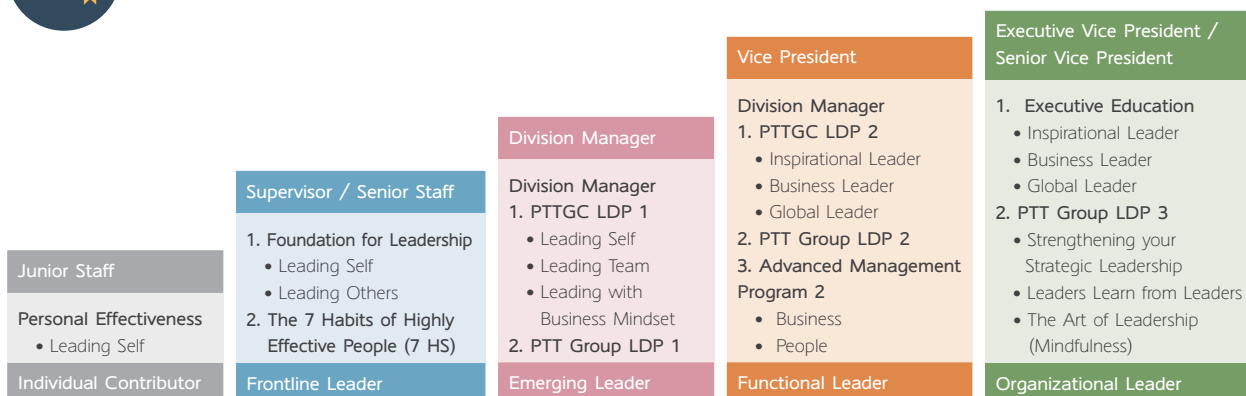 Junior Staff
Personal Effectiveness
• Leading Self
Individual Contributor
Supervisor / Senior Staff
1. Foundation for Leadership
• Leading Self
• Leading Others
2. The 7 Habits of Highly
Effective People (7 HS)
Frontline Leader
Division Manager
Division Manager
1. PTTGC LDP 1
• Leading Self
• Leading Team
• Leading with
Business Mindset
2. PTT Group LDP 1
Emerging Leader
Vice President
Division Manager
1. PTTGC LDP 2
• Inspirational Leader
• Business Leader
• Global Leader
2. PTT Group LDP 2
3. Advanced Management
Program 2
• Business
• People
Functional Leader
Executive Vice President /
Senior Vice President
1. Executive Education
• Inspirational Leader
• Business Leader
• Global Leader
2. PTT Group LDP 3
• Strengthening your
Strategic Leadership
• Leaders Learn from Leaders
• The Art of Leadership
(Mindfulness)
Organizational Leader